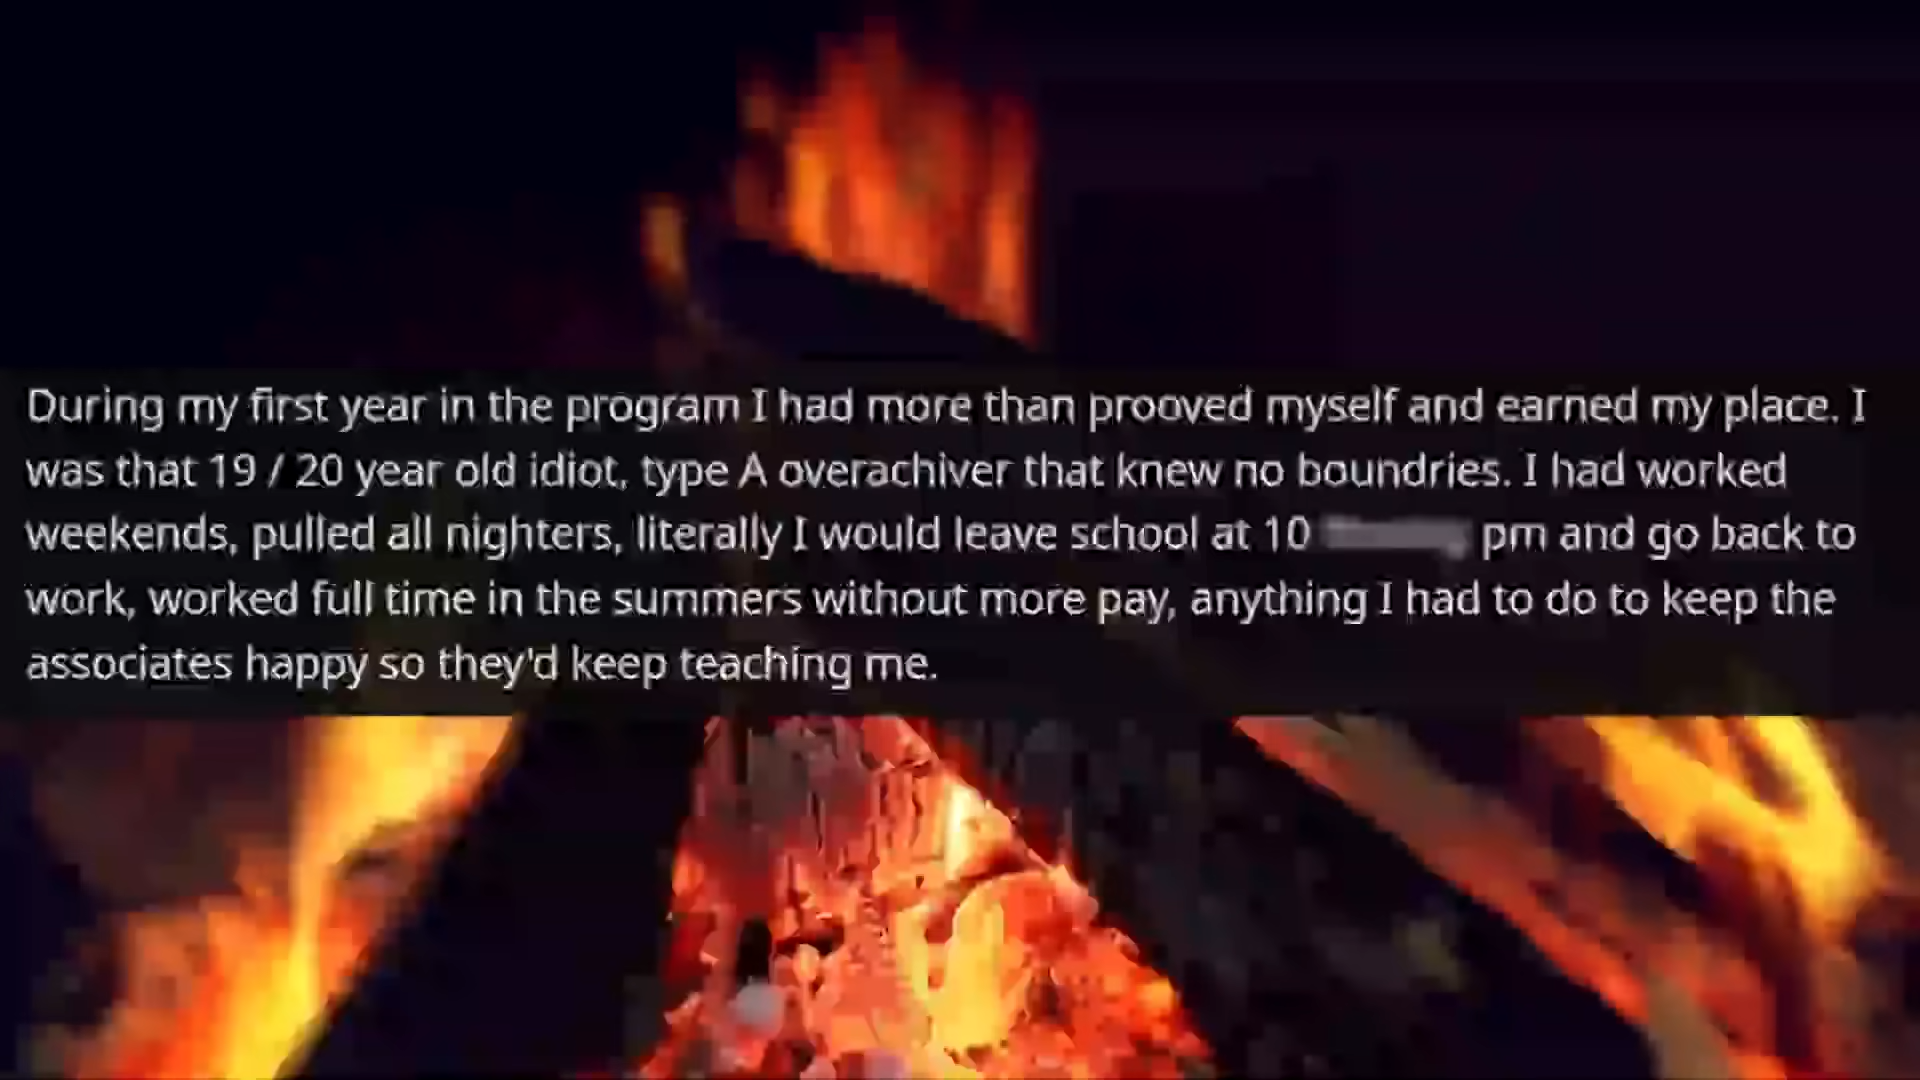 During my first year in the program I had more than prooved myself and earned my place. I
was that 19 / 20 year old idiot, type A overachiver that knew no boundries. I had worked
weekends, pulled all nighters, literally I would leave school at 10 pm and go back to
work, worked full time in the summers without more pay, anything I had to do to keep the
associates happy so they'd keep teaching me.